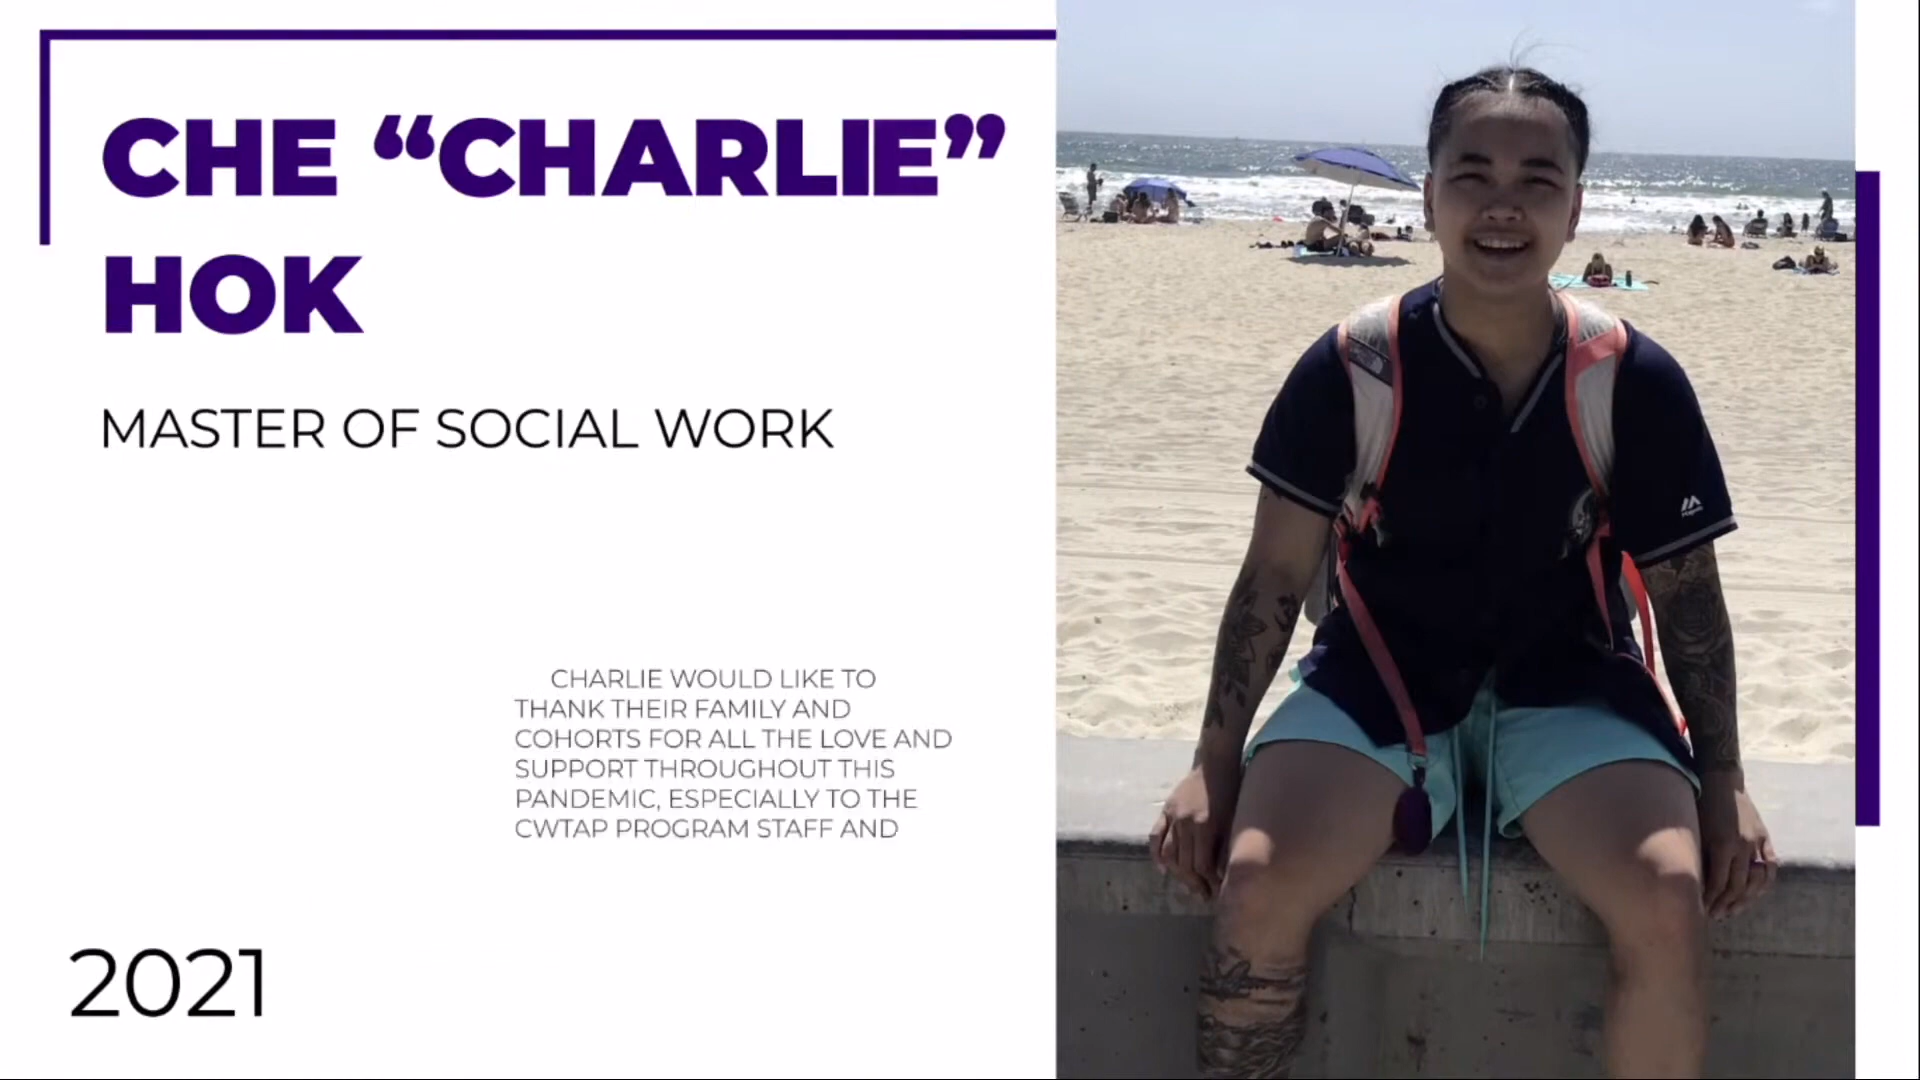 CHE “CHARLIE”
HOK
MASTER OF SOCIAL WORK
CHARLIE WOULD LIKE TO
THANK THEIR FAMILY AND
COHORTS FOR ALL THE LOVE AND
SUPPORT THROUGHOUT THIS
PANDEMIC, ESPECIALLY TO THE
CWTAP PROGRAM STAFF AND
2021